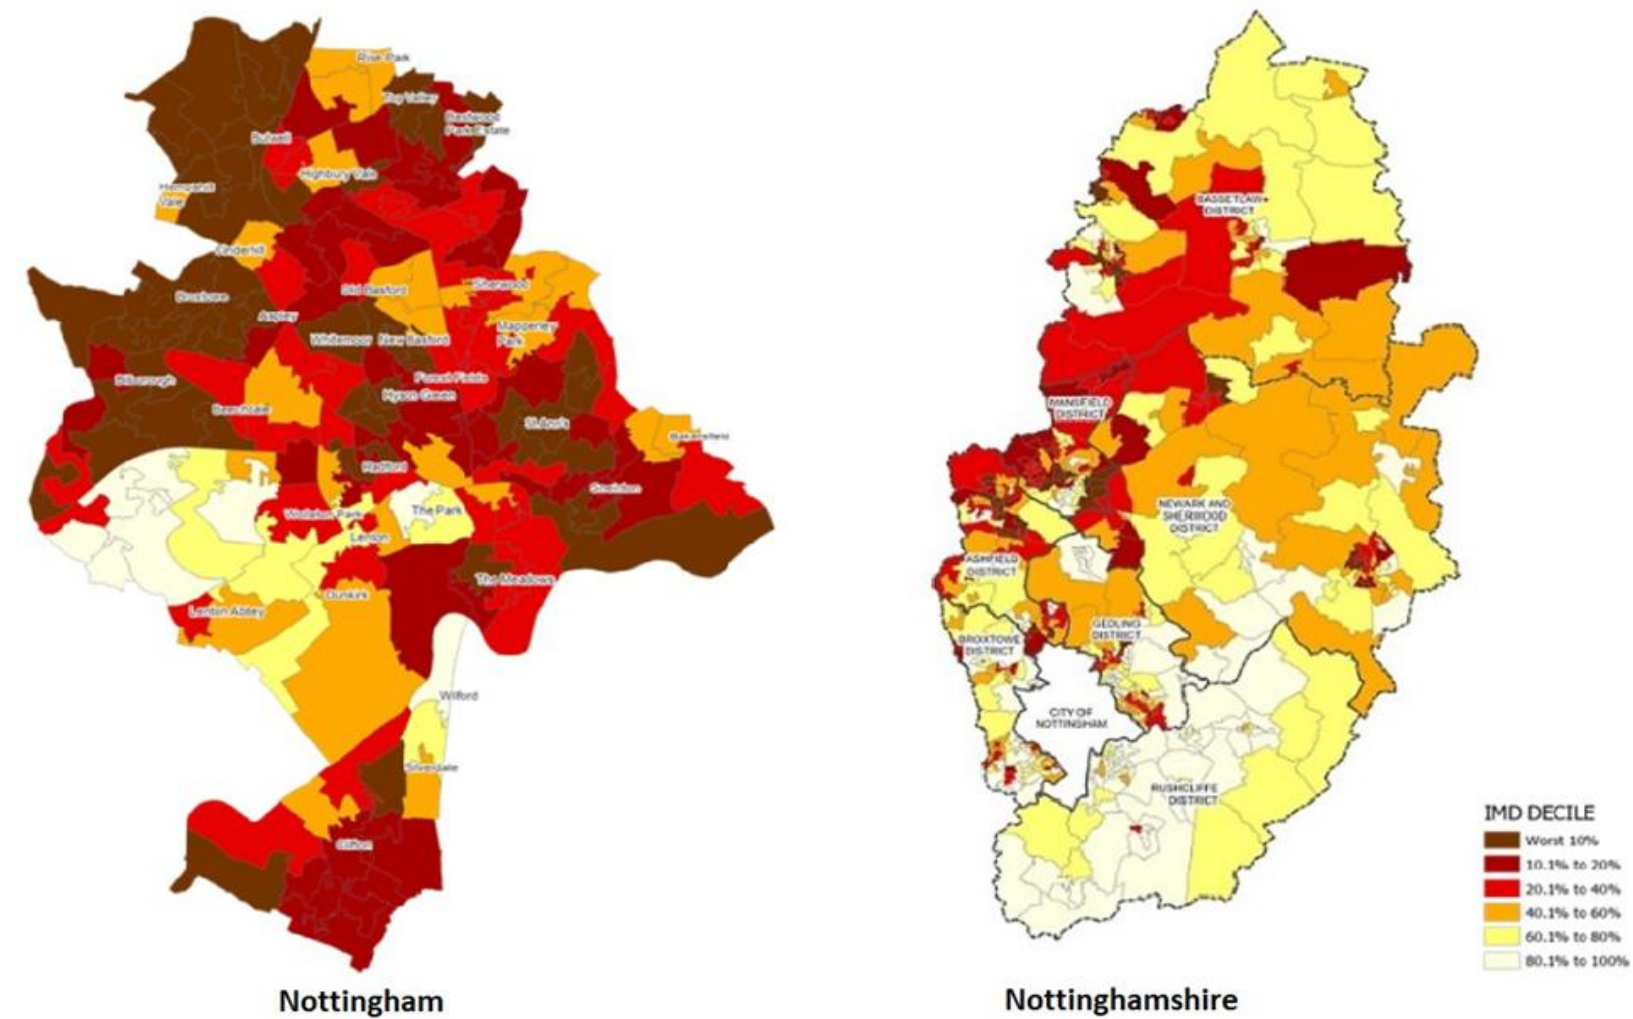 Rise Park
Top Valley
Bestwood
Park Estate
Bulwell
Highbury Vale
Hempshill
Vale
Cinderhill
Broxtowe
Old Basford
Sherwood
Aspley
Whitemoor
New Basford
Mapperley
Park
Bilborough
Forest Fields
Hyson Green
Beechdale
St Ann's
Bakersfield
Radford
Sneinton
Wollaton Park
The Park
Lenton
The Meadows
Dunkirk
Lenton Abbey
Wilford
Silverdale
Clifton
Nottingham
BASSETLAW
DISTRICT
MANSFIELD
DISTRICT
NEWARK AND
SHERWOOD
DISTRICT
ASHFIELD
DISTRICT
GEDLING
DISTRICT
BROXTOWE
DISTRICT
CITY OF
NOTTINGHAM
RUSHCLIFFE
DISTRICT
Nottinghamshire
IMD DECILE
Worst 10%
10.1% to 20%
20.1% to 40%
40.1% to 60%
60.1% to 80%
80.1% to 100%